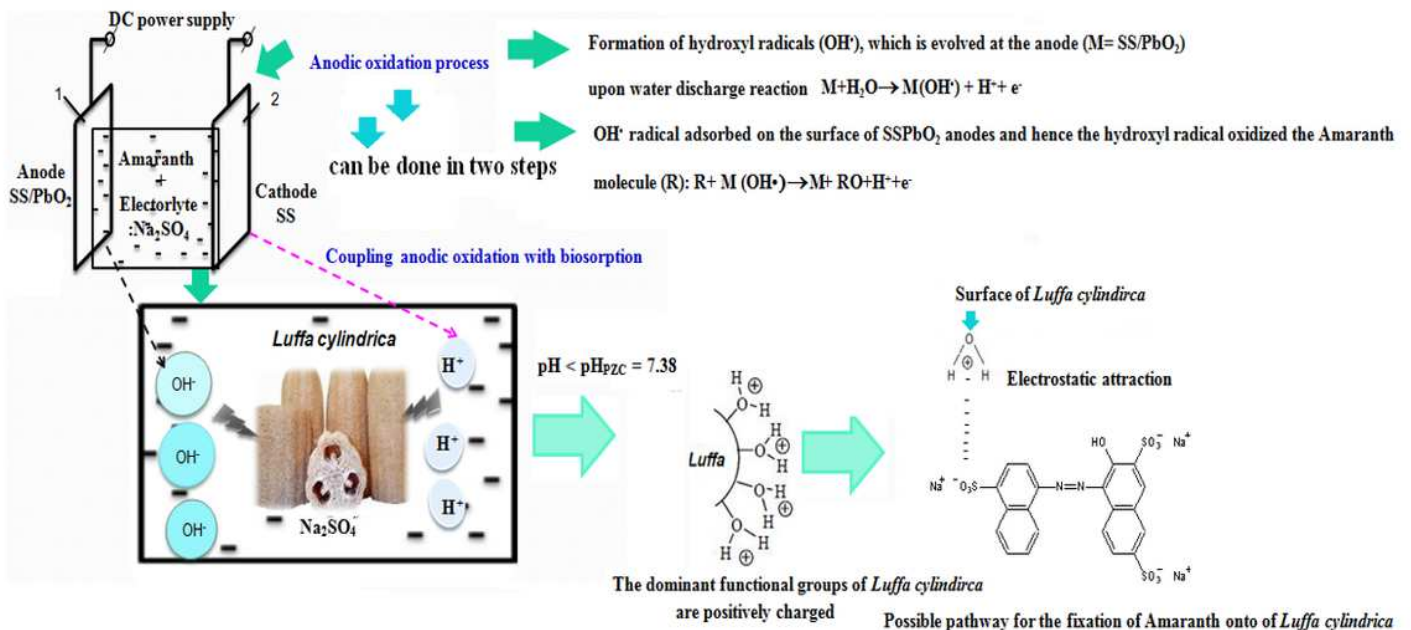 DC power supply
1
2
Anode
SS/PbO₂
Amaranth
+
Electorlyte
:Na₂SO₄
Cathode
SS
Anodic oxidation process
can be done in two steps
Formation of hydroxyl radicals (OH•), which is evolved at the anode (M= SS/PbO₂)
upon water discharge reaction M+H₂O→ M(OH•) + H⁺+ e⁻
OH• radical adsorbed on the surface of SSPbO₂ anodes and hence the hydroxyl radical oxidized the Amaranth
molecule (R): R+ M (OH•)→M+ RO+H⁺+e⁻
Coupling anodic oxidation with biosorption
Luffa cylindrica
OH⁻
OH⁻
OH⁻
H⁺
H⁺
H⁺
Na₂SO₄
pH < pHPZC = 7.38
Luffa
H
O
H
⊕
H
O
H
⊕
O
H
H
⊕
O
H
H
⊕
The dominant functional groups of Luffa cylindirca
are positively charged
Surface of Luffa cylindirca
O
⊕
H H
Electrostatic attraction
Na⁺ ⁻O₃S
N=N
HO
SO₃⁻ Na⁺
SO₃⁻ Na⁺
Possible pathway for the fixation of Amaranth onto of Luffa cylindrica